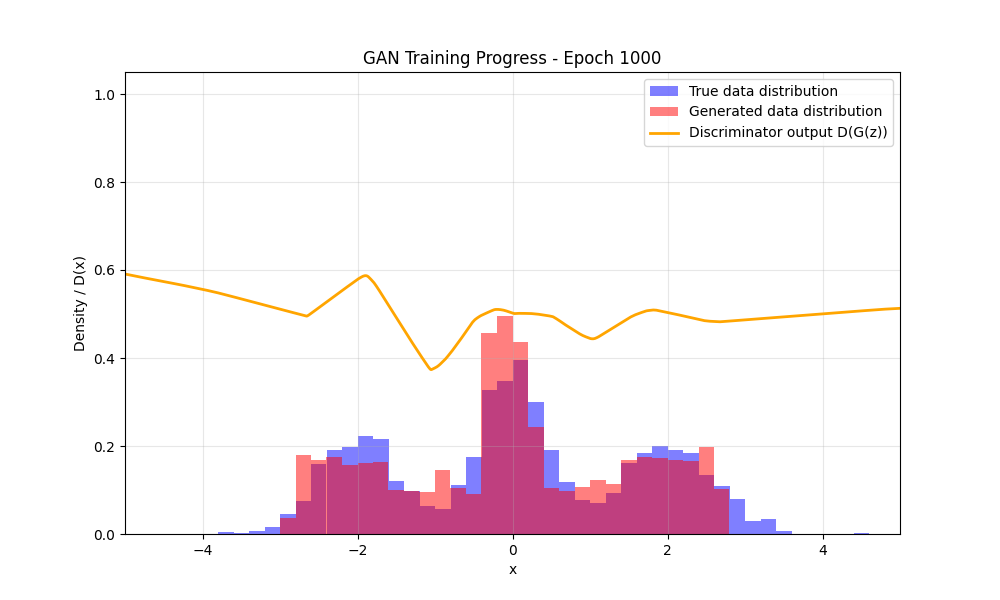 GAN Training Progress - Epoch 1000
True data distribution
Generated data distribution
Discriminator output D(G(z))
Density / D(x)
1.0
0.8
0.6
0.4
0.2
0.0
−4
−2
0
2
4
x